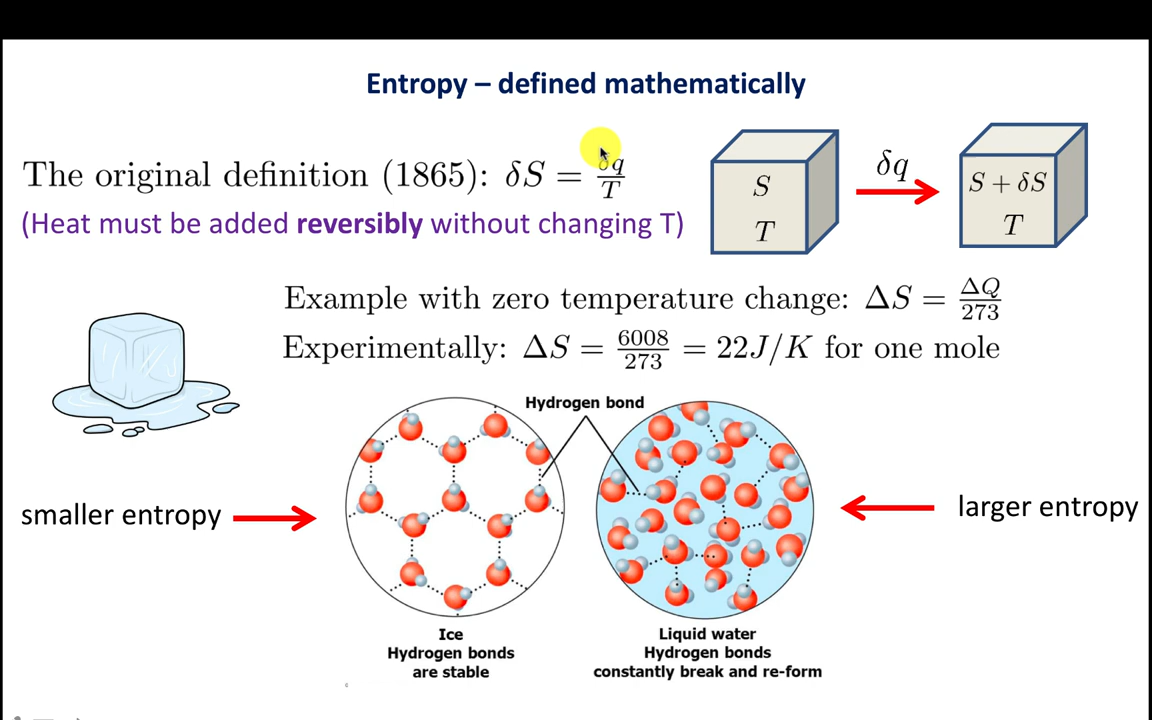 Entropy – defined mathematically
The original definition (1865): δS = δq/T
(Heat must be added reversibly without changing T)
S
T
δq
S + δS
T
Example with zero temperature change: ΔS = ΔQ/273
Experimentally: ΔS = 6008/273 = 22J/K for one mole
Hydrogen bond
smaller entropy
larger entropy
Ice
Hydrogen bonds
are stable
Liquid water
Hydrogen bonds
constantly break and re-form